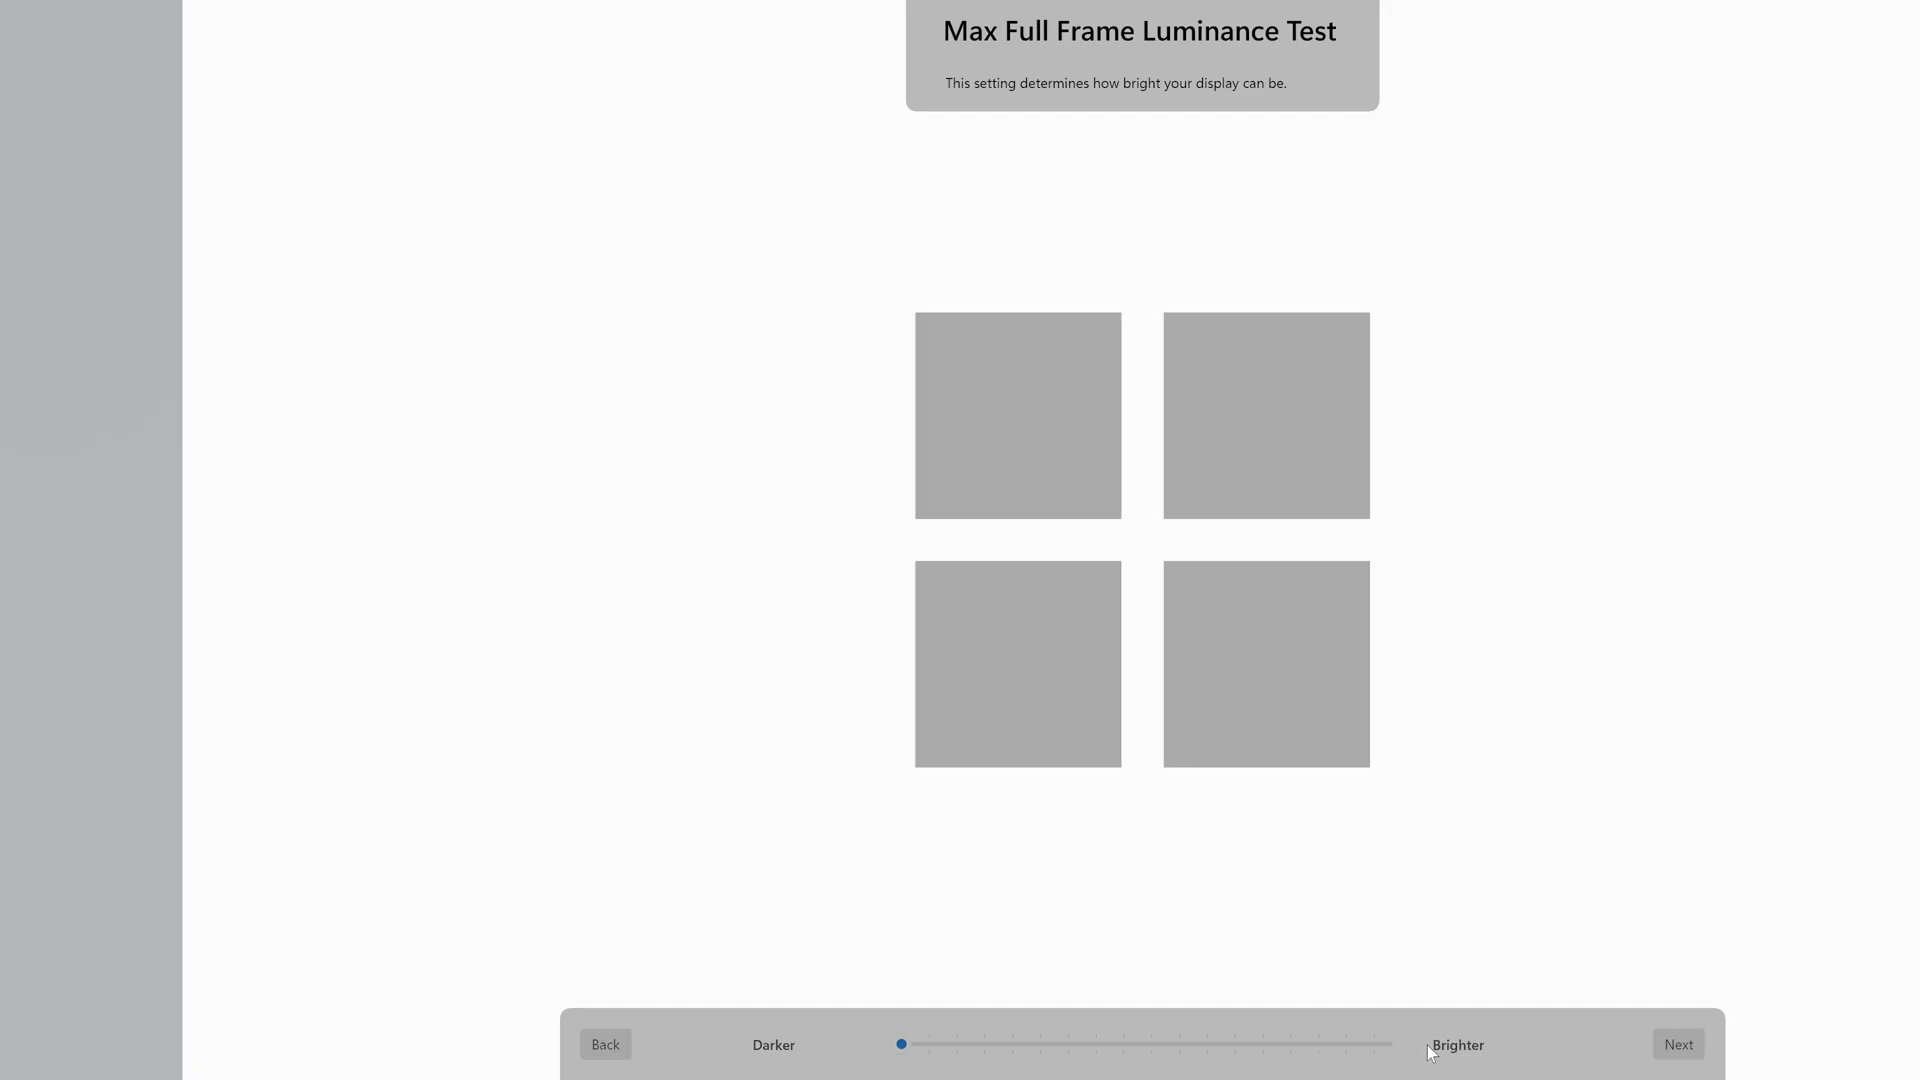 Max Full Frame Luminance Test
This setting determines how bright your display can be.
Back
Darker
Brighter
Next